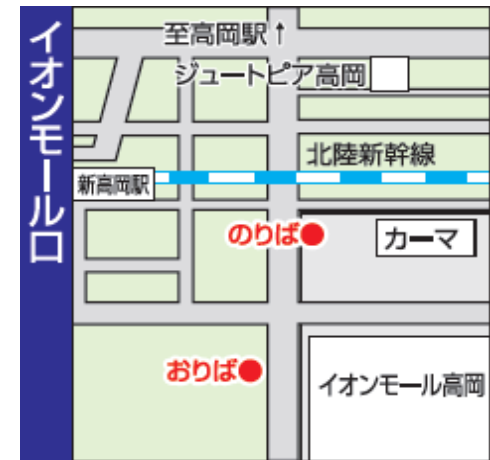 イオンモール口
至高岡駅↑
ジュートピア高岡
北陸新幹線
新高岡駅
のりば
カーマ
おりば
イオンモール高岡